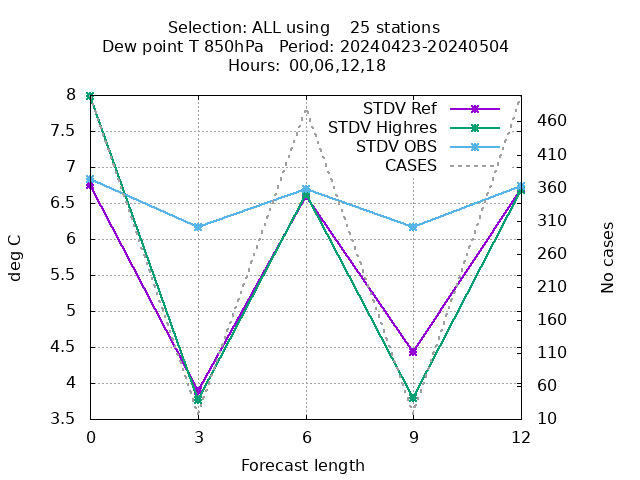 Selection: ALL using    25 stations
Dew point T 850hPa   Period: 20240423-20240504
Hours: 00,06,12,18
STDV Ref
STDV Highres
STDV OBS
CASES
8
7.5
7
6.5
6
5.5
5
4.5
4
3.5
460
410
360
310
260
210
160
110
60
10
deg C
No cases
0 3 6 9 12
Forecast length